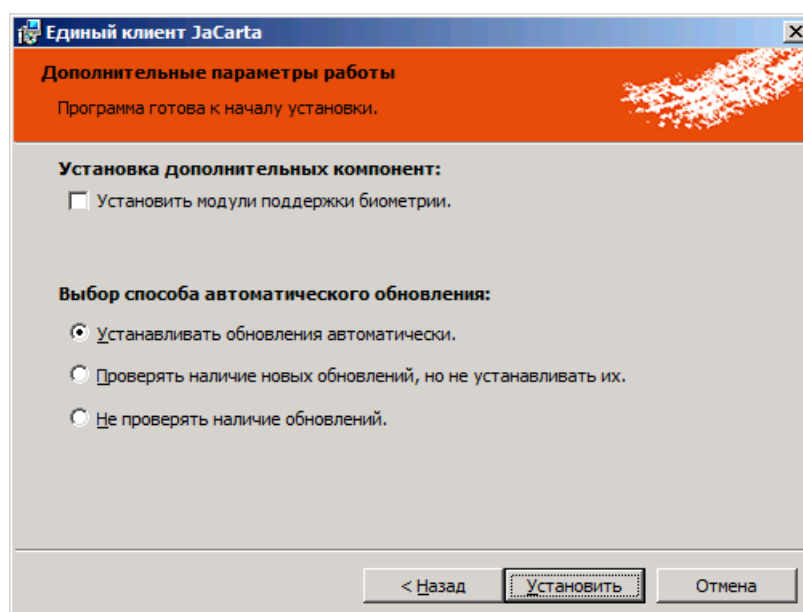 Единый клиент JaCarta
Дополнительные параметры работы
Программа готова к началу установки.
Установка дополнительных компонент:
Установить модули поддержки биометрии.
Выбор способа автоматического обновления:
Устанавливать обновления автоматически.
Проверять наличие новых обновлений, но не устанавливать их.
Не проверять наличие обновлений.
< Назад Установить Отмена